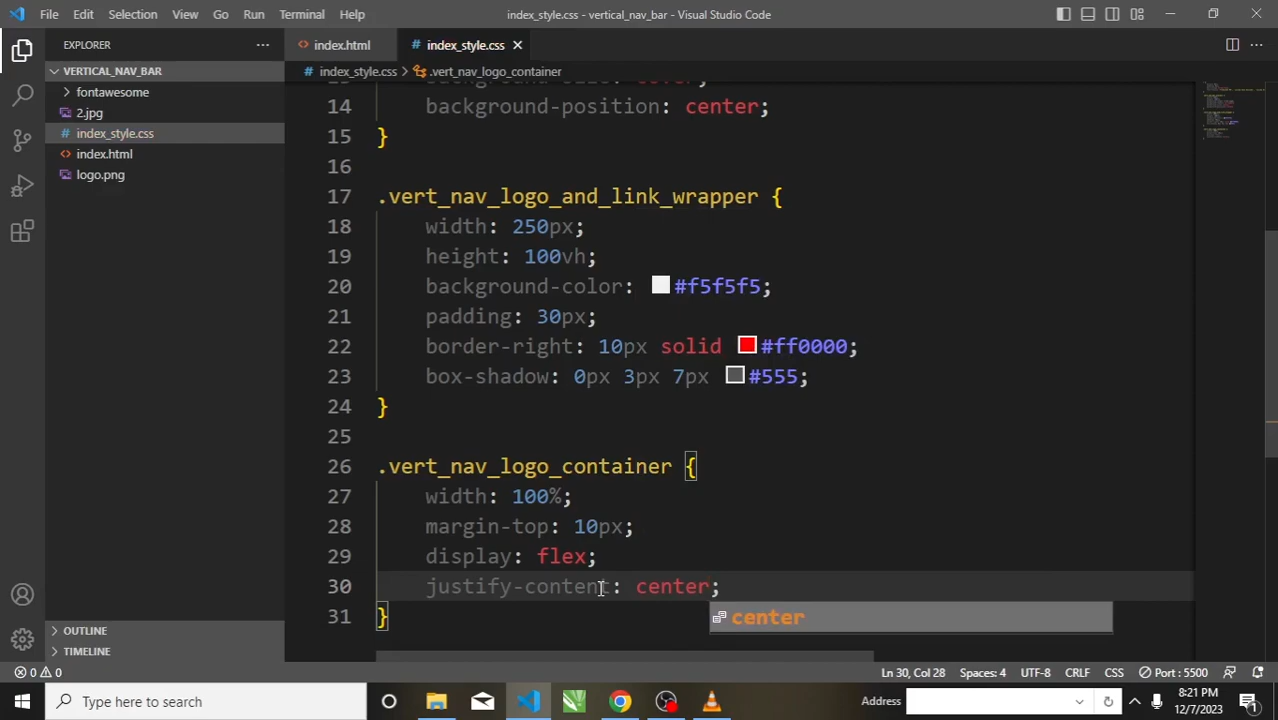 File Edit Selection View Go Run Terminal Help
index_style.css - vertical_nav_bar - Visual Studio Code
EXPLORER
index.html
index_style.css
VERTICAL_NAV_BAR
fontawesome
2.jpg
index_style.css
index.html
logo.png
index_style.css > .vert_nav_logo_container
14 background-position: center;
15 }
16
17 .vert_nav_logo_and_link_wrapper {
18 width: 250px;
19 height: 100vh;
20 background-color: #f5f5f5;
21 padding: 30px;
22 border-right: 10px solid #ff0000;
23 box-shadow: 0px 3px 7px #555;
24 }
25
26 .vert_nav_logo_container {
27 width: 100%;
28 margin-top: 10px;
29 display: flex;
30 justify-content: center;
center
31 }
OUTLINE
TIMELINE
0 0
Ln 30, Col 28 Spaces: 4 UTF-8 CRLF CSS Port : 5500
Type here to search
Address
8:21 PM
12/7/2023
1